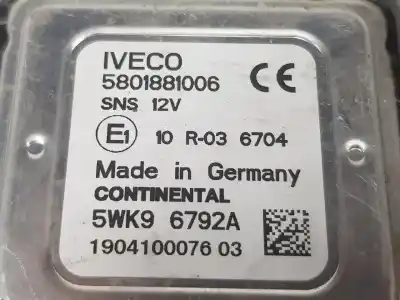 IVECO
5801881006
CE
SNS 12V
E1 10 R-03 6704
Made in Germany
CONTINENTAL
5WK9 6792A
1904100076 03